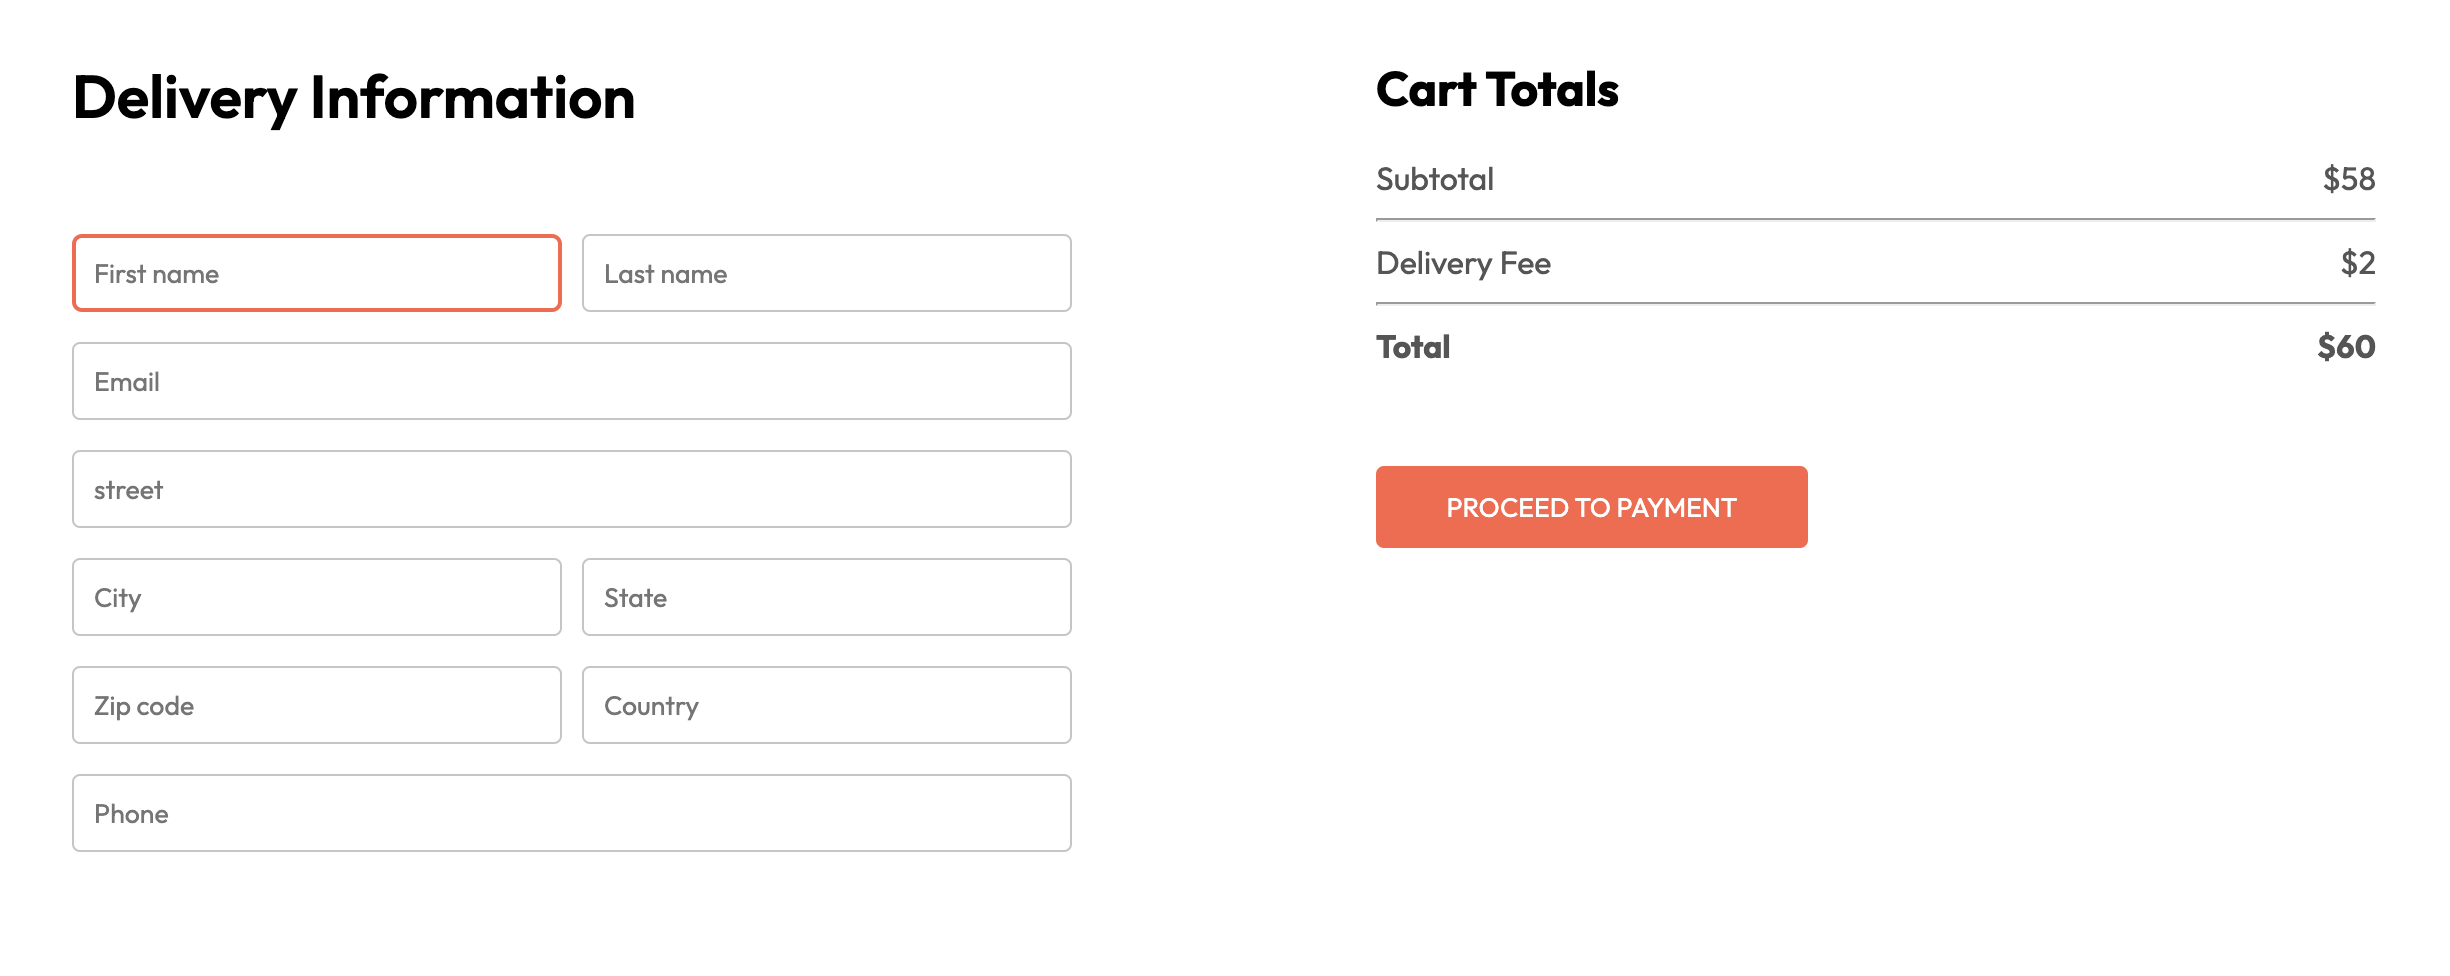 Delivery Information
First name
Last name
Email
street
City
State
Zip code
Country
Phone
Cart Totals
Subtotal $58
Delivery Fee $2
Total $60
PROCEED TO PAYMENT